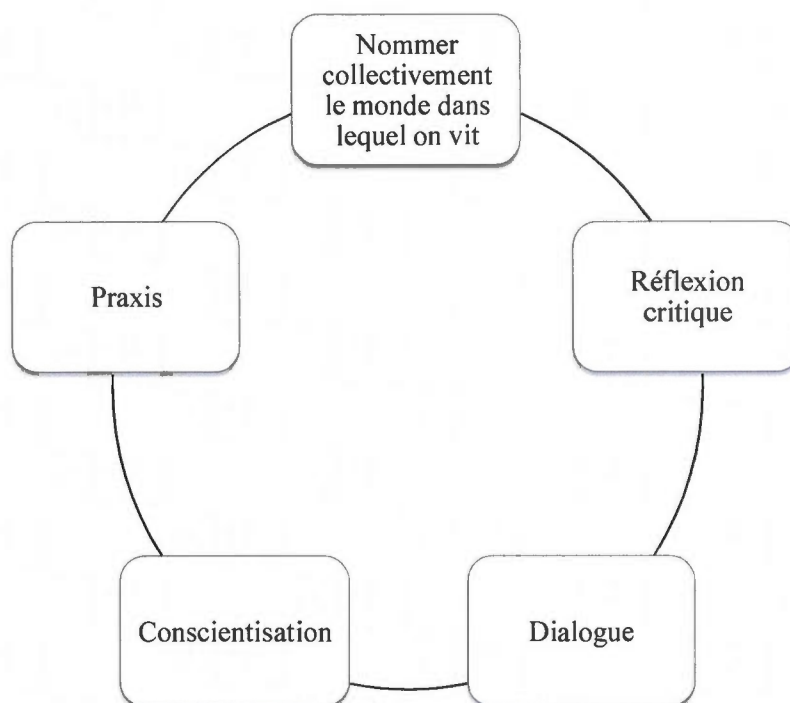 Nommer
collectivement
le monde dans
lequel on vit
Réflexion
critique
Dialogue
Conscientisation
Praxis